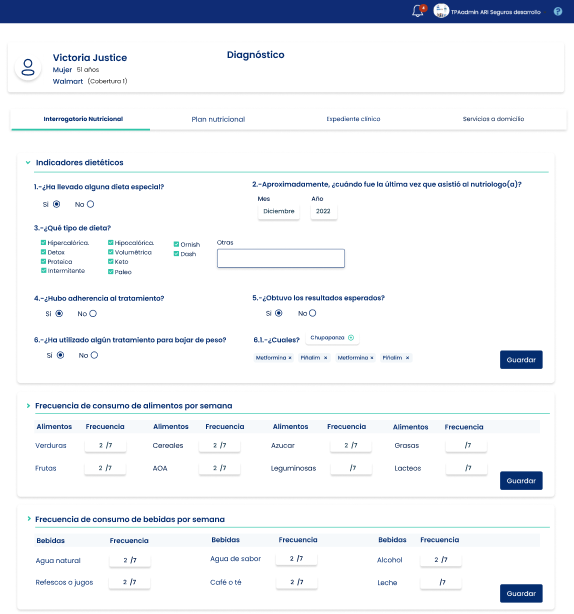 4
TPAadmin ARI Seguros desarrollo
?
Victoria Justice
Mujer 51 años
Walmart (Cobertura 1)
Diagnóstico
Interrogatorio Nutricional
Plan nutricional
Expediente clínico
Servicios a domicilio
Indicadores dietéticos
1.-¿Ha llevado alguna dieta especial?
Si No
2.-Aproximadamente, ¿cuándo fue la última vez que asistió al nutriologo(a)?
Mes Año
Diciembre 2022
3.-¿Qué tipo de dieta?
Hipercalórica. Hipocalórica. Ornish Otras
Detox Volumétrica Dash
Proteica Keto
Intermitente Paleo
4.-¿Hubo adherencia al tratamiento?
Si No
5.-¿Obtuvo los resultados esperados?
Si No
6.-¿Ha utilizado algún tratamiento para bajar de peso?
Si No
6.1.-¿Cuales? Chupapanza
Metformina × Piñalim × Metformina × Piñalim ×
Guardar
Frecuencia de consumo de alimentos por semana
Alimentos Frecuencia Alimentos Frecuencia Alimentos Frecuencia Alimentos Frecuencia
Verduras 2 /7 Cereales 2 /7 Azucar 2 /7 Grasas /7
Frutas 2 /7 AOA 2 /7 Leguminosas /7 Lacteos /7
Guardar
Frecuencia de consumo de bebidas por semana
Bebidas Frecuencia Bebidas Frecuencia Bebidas Frecuencia
Agua natural 2 /7 Agua de sabor 2 /7 Alcohol 2 /7
Refescos o jugos 2 /7 Café o té 2 /7 Leche /7
Guardar